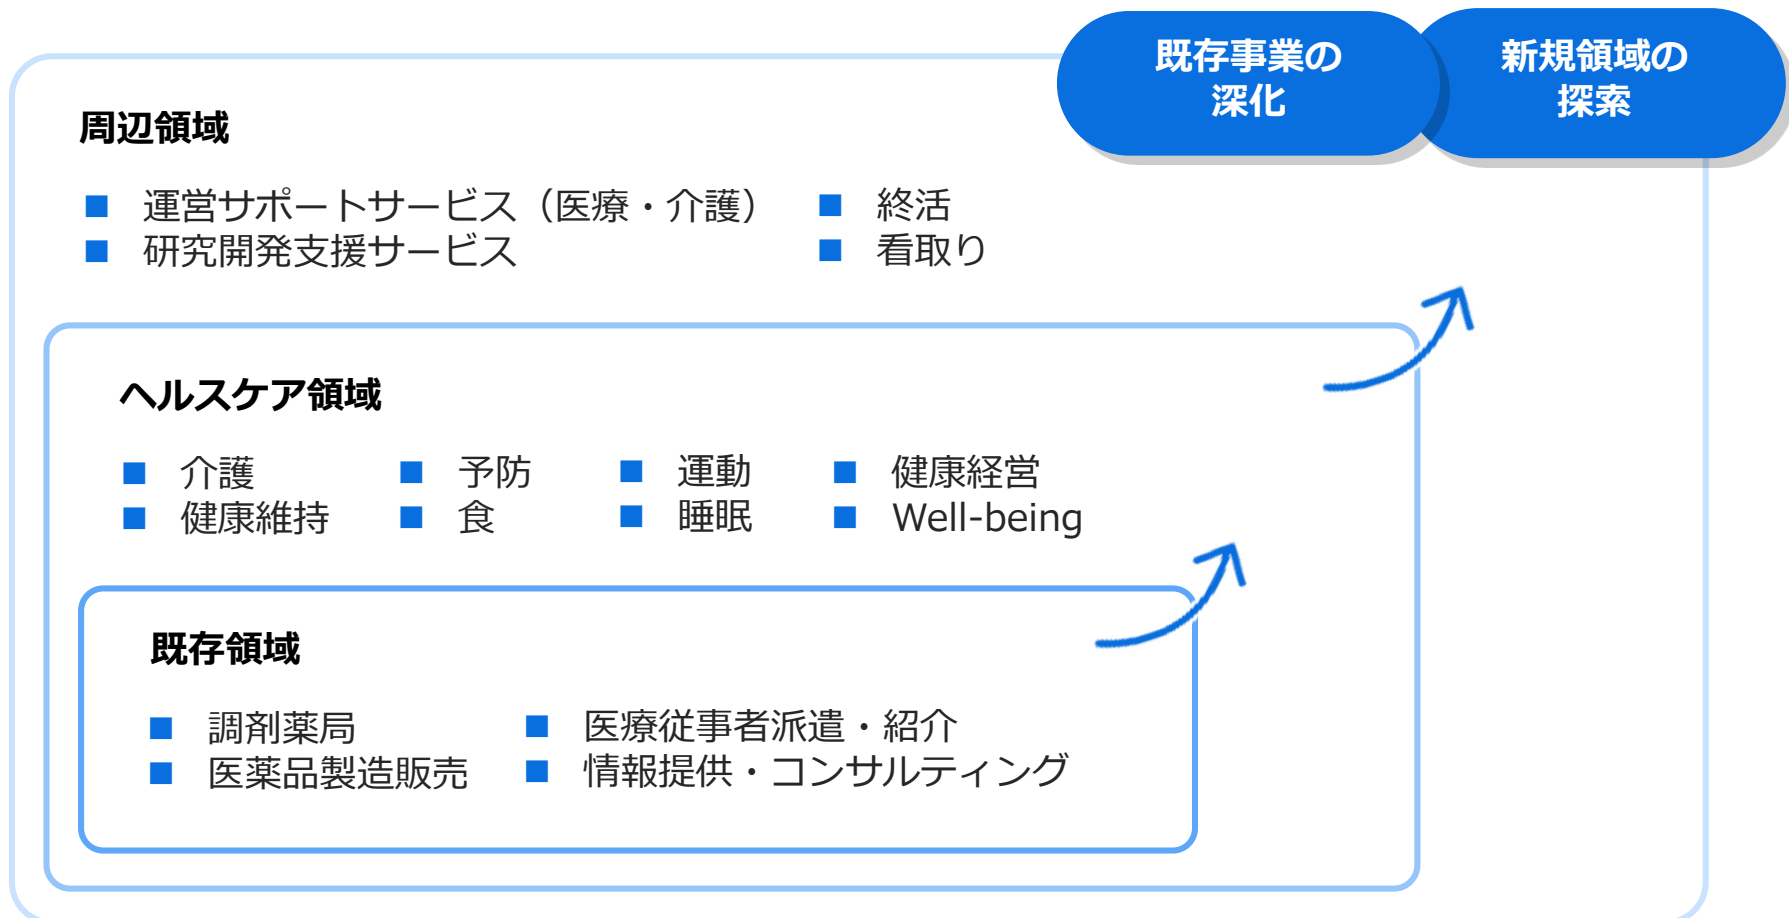 既存事業の
深化
新規領域の
探索
周辺領域
■ 運営サポートサービス（医療・介護）
■ 研究開発支援サービス
■ 終活
■ 看取り
ヘルスケア領域
■ 介護
■ 健康維持
■ 予防
■ 食
■ 運動
■ 睡眠
■ 健康経営
■ Well-being
既存領域
■ 調剤薬局
■ 医薬品製造販売
■ 医療従事者派遣・紹介
■ 情報提供・コンサルティング